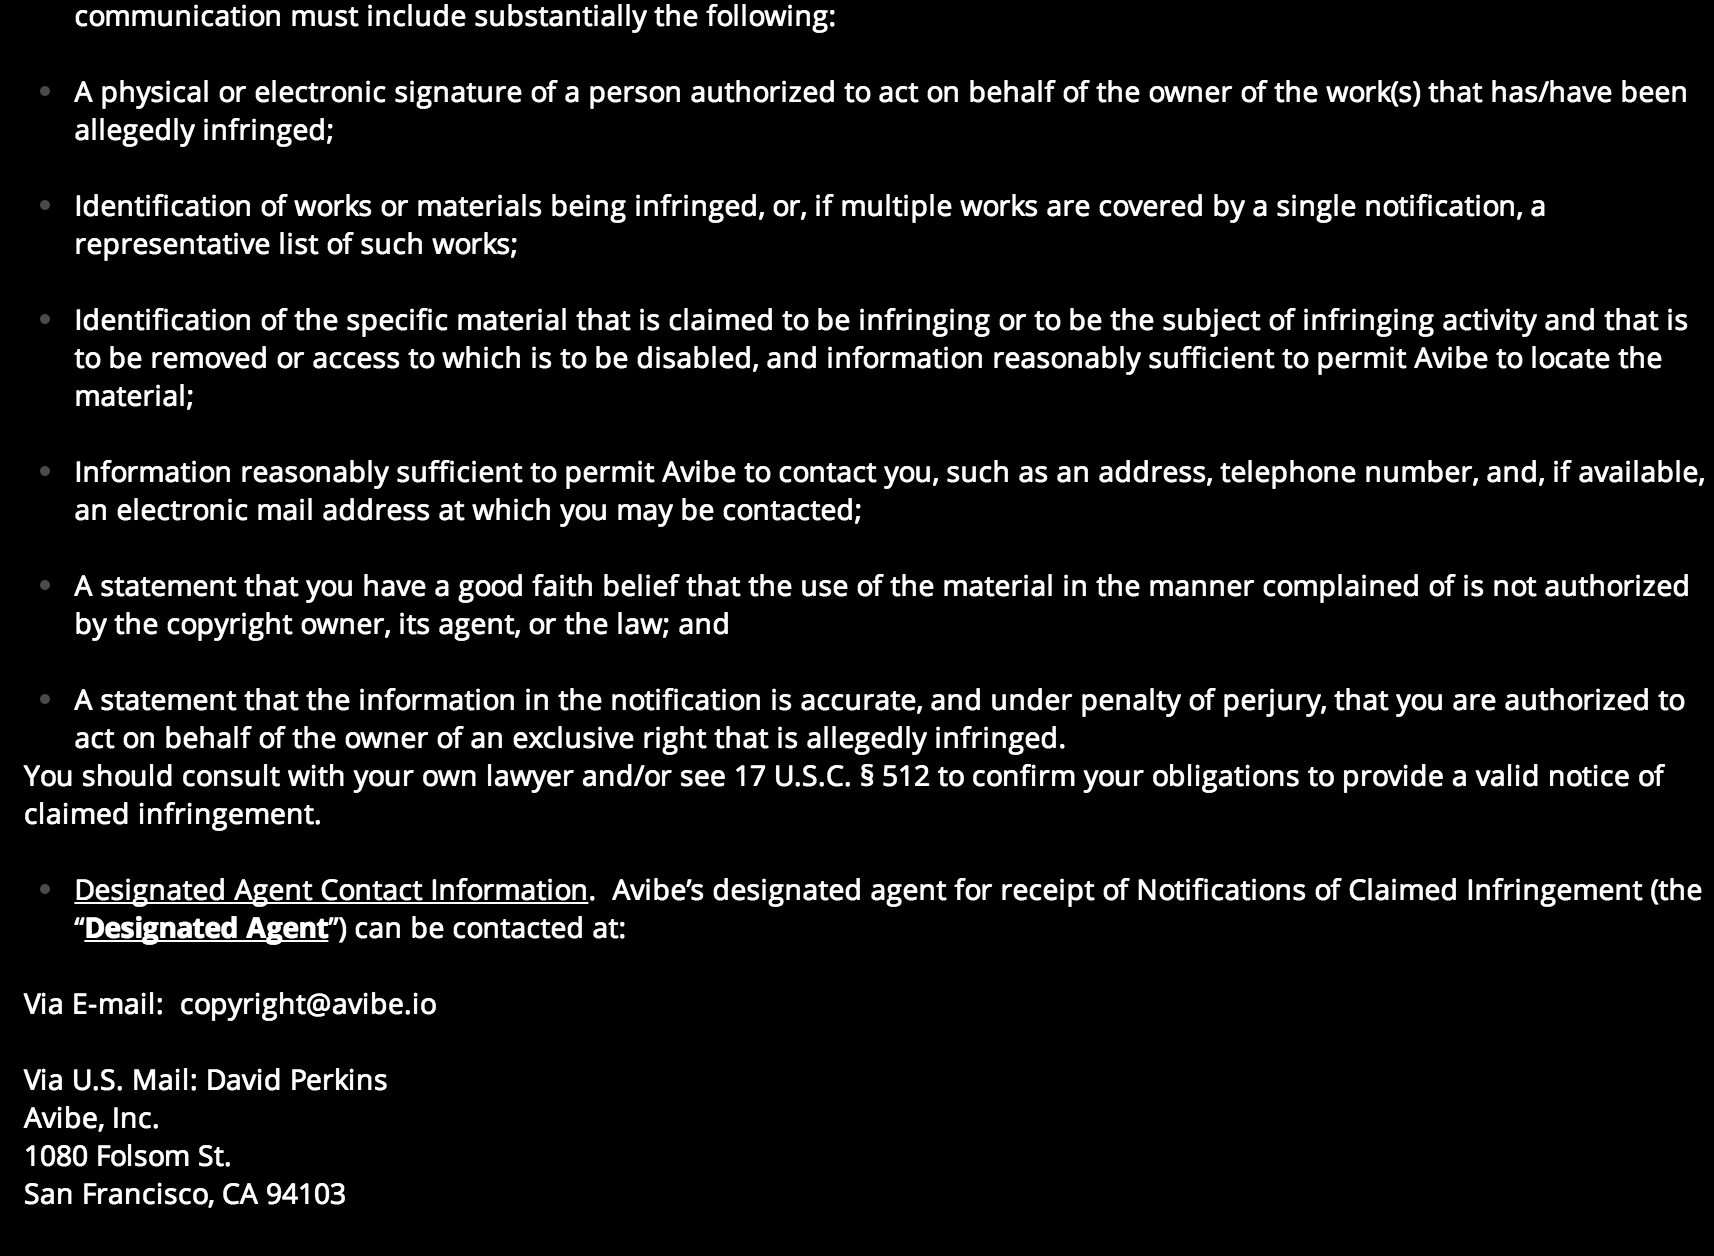 communication must include substantially the following:
• A physical or electronic signature of a person authorized to act on behalf of the owner of the work(s) that has/have been
allegedly infringed;
• Identification of works or materials being infringed, or, if multiple works are covered by a single notification, a
representative list of such works;
• Identification of the specific material that is claimed to be infringing or to be the subject of infringing activity and that is
to be removed or access to which is to be disabled, and information reasonably sufficient to permit Avibe to locate the
material;
• Information reasonably sufficient to permit Avibe to contact you, such as an address, telephone number, and, if available,
an electronic mail address at which you may be contacted;
• A statement that you have a good faith belief that the use of the material in the manner complained of is not authorized
by the copyright owner, its agent, or the law; and
• A statement that the information in the notification is accurate, and under penalty of perjury, that you are authorized to
act on behalf of the owner of an exclusive right that is allegedly infringed.
You should consult with your own lawyer and/or see 17 U.S.C. § 512 to confirm your obligations to provide a valid notice of
claimed infringement.
• Designated Agent Contact Information.  Avibe’s designated agent for receipt of Notifications of Claimed Infringement (the
“Designated Agent”) can be contacted at:
Via E-mail:  copyright@avibe.io
Via U.S. Mail: David Perkins
Avibe, Inc.
1080 Folsom St.
San Francisco, CA 94103